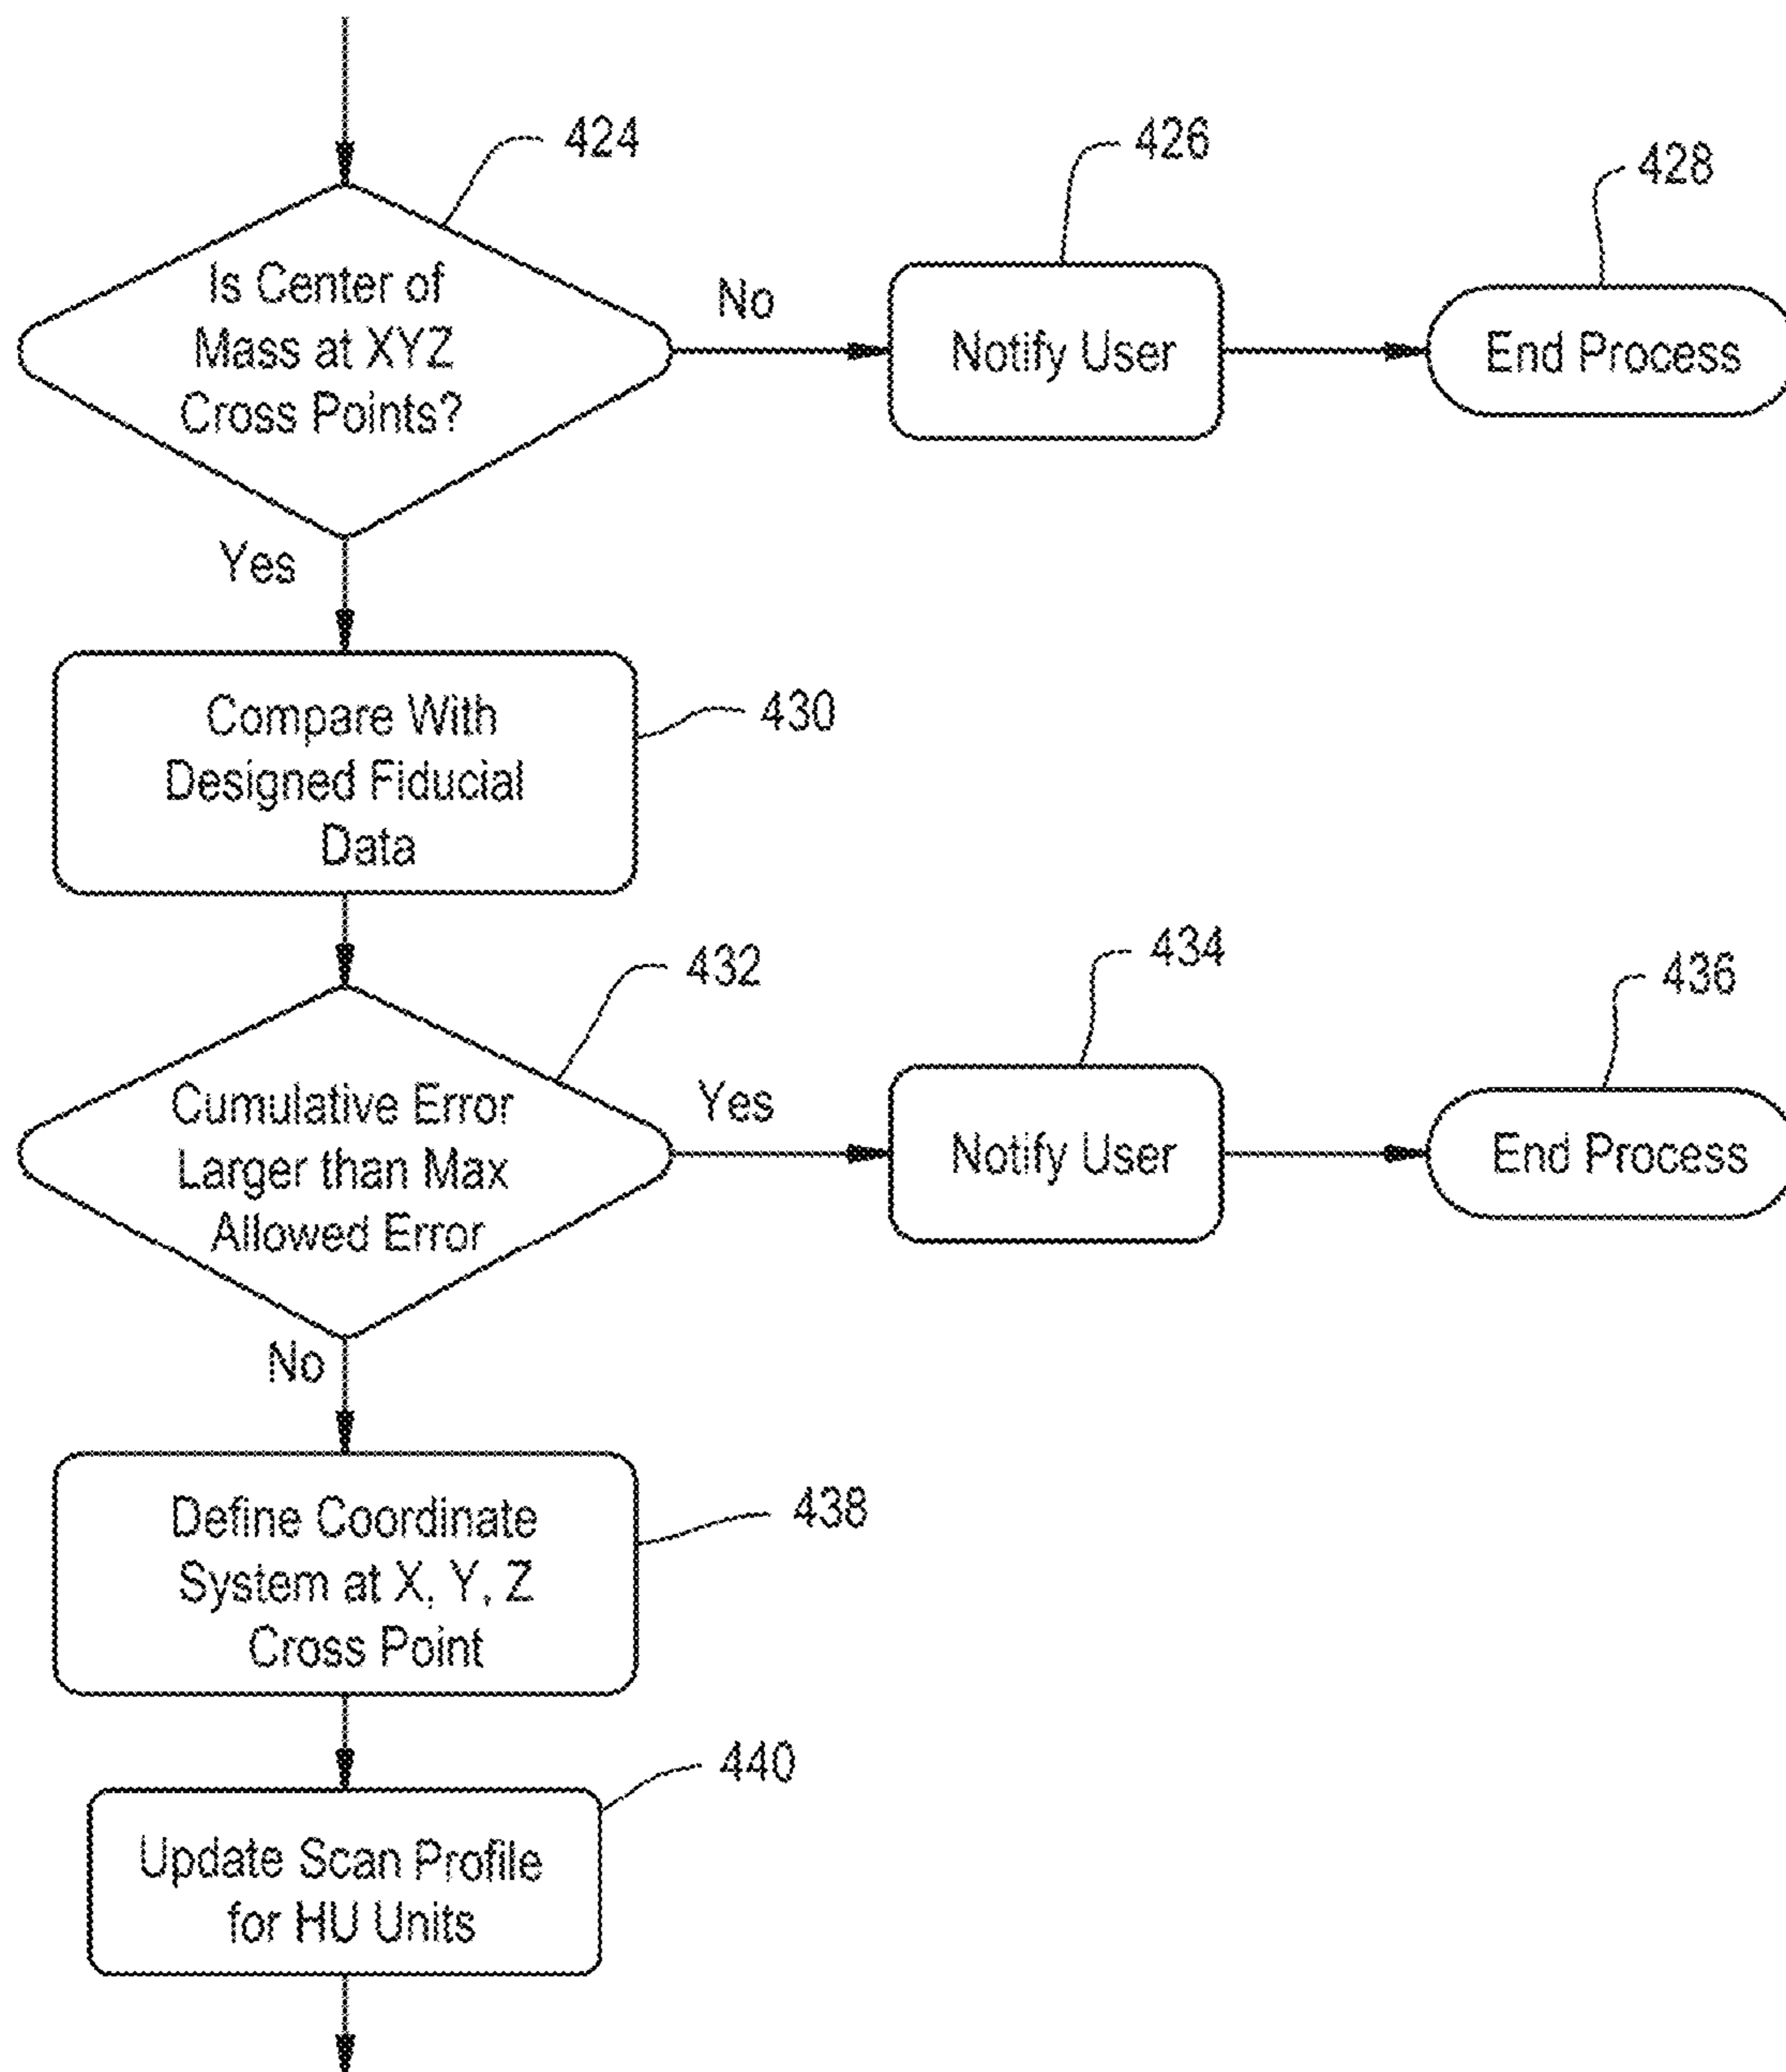 424
426
428
Is Center of
Mass at XYZ
Cross Points?
No
Notify User
End Process
Yes
430
Compare With
Designed Fiducial
Data
432
434
436
Cumulative Error
Larger than Max
Allowed Error
Yes
Notify User
End Process
No
438
Define Coordinate
System at X, Y, Z
Cross Point
440
Update Scan Profile
for HU Units